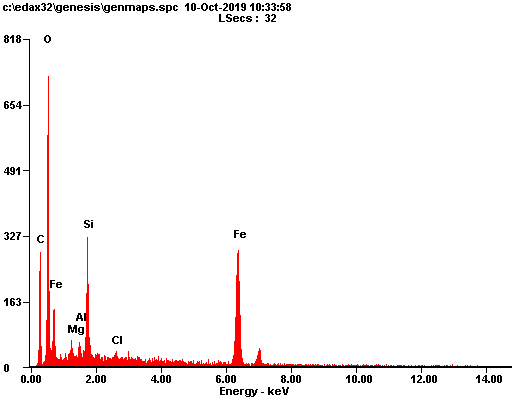 c:\edax32\genesis\genmaps.spc 10-Oct-2019 10:33:58
LSecs : 32
818
O
654
491
327
Si
Fe
C
Fe
163
Al
Mg
Cl
0
0.00 2.00 4.00 6.00 8.00 10.00 12.00 14.00
Energy - keV